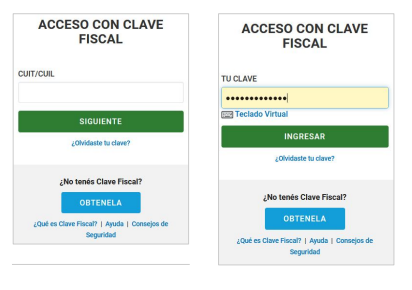 ACCESO CON CLAVE
FISCAL
CUIT/CUIL
SIGUIENTE
¿Olvidaste tu clave?
¿No tenés Clave Fiscal?
OBTENELA
¿Qué es Clave Fiscal? | Ayuda | Consejos de
Seguridad
ACCESO CON CLAVE
FISCAL
TU CLAVE
•••••••••••••
Teclado Virtual
INGRESAR
¿Olvidaste tu clave?
¿No tenés Clave Fiscal?
OBTENELA
¿Qué es Clave Fiscal? | Ayuda | Consejos de
Seguridad